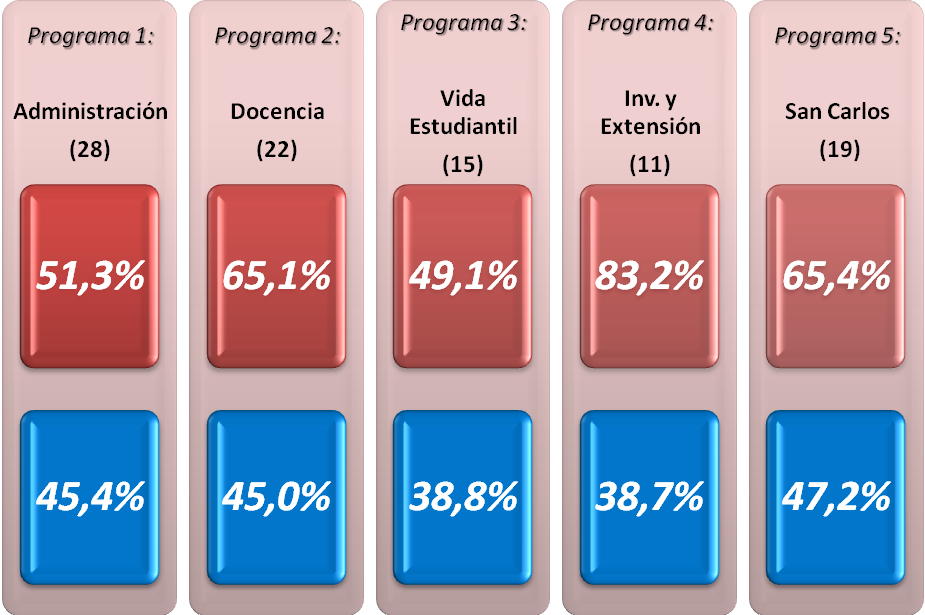 Programa 1:
Administración
(28)
51,3%
45,4%
Programa 2:
Docencia
(22)
65,1%
45,0%
Programa 3:
Vida
Estudiantil
(15)
49,1%
38,8%
Programa 4:
Inv. y
Extensión
(11)
83,2%
38,7%
Programa 5:
San Carlos
(19)
65,4%
47,2%